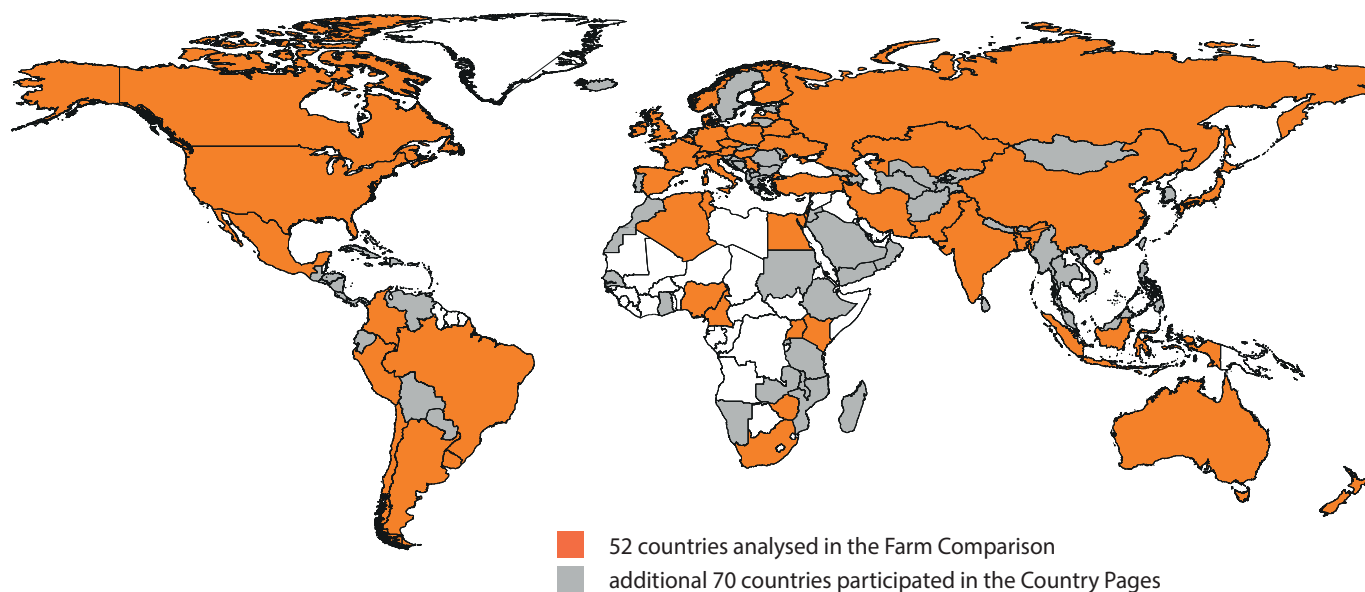 52 countries analysed in the Farm Comparison
additional 70 countries participated in the Country Pages